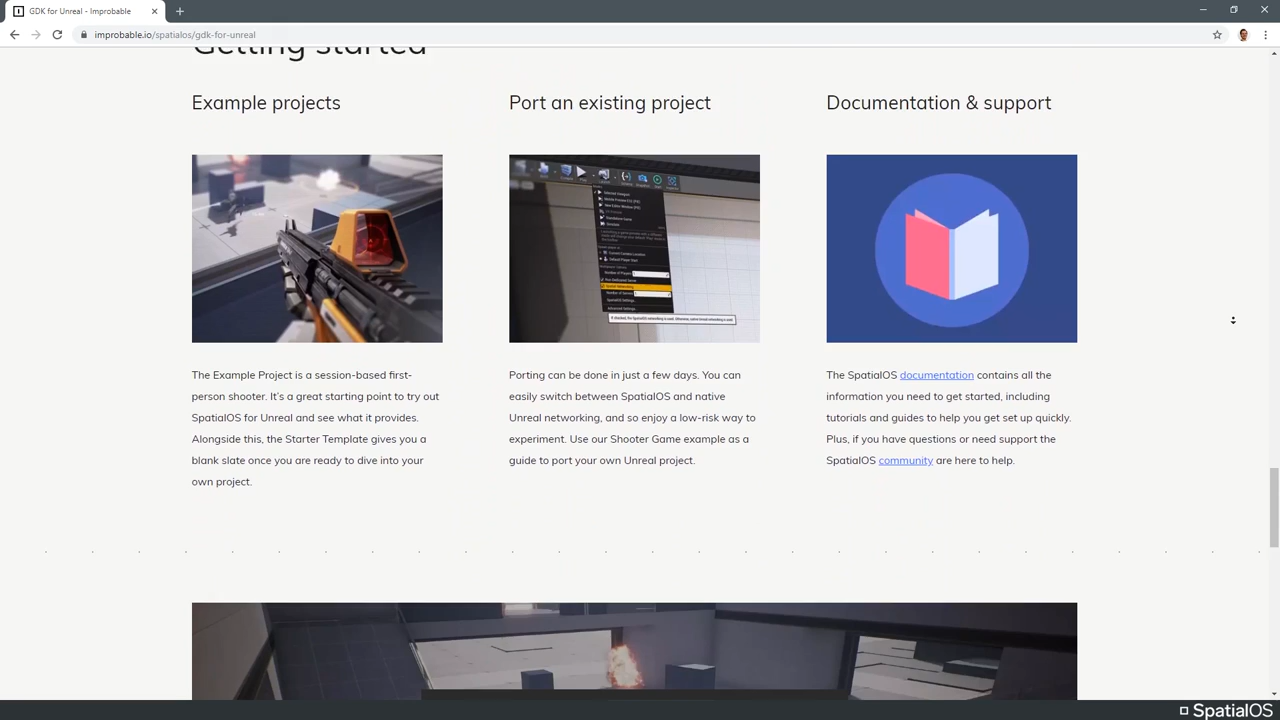 GDK for Unreal - Improbable
improbable.io/spatialos/gdk-for-unreal
Getting started
Example projects
Port an existing project
Documentation & support
The Example Project is a session-based first-
person shooter. It's a great starting point to try out
SpatialOS for Unreal and see what it provides.
Alongside this, the Starter Template gives you a
blank slate once you are ready to dive into your
own project.
Porting can be done in just a few days. You can
easily switch between SpatialOS and native
Unreal networking, and so enjoy a low-risk way to
experiment. Use our Shooter Game example as a
guide to port your own Unreal project.
The SpatialOS documentation contains all the
information you need to get started, including
tutorials and guides to help you get set up quickly.
Plus, if you have questions or need support the
SpatialOS community are here to help.
SpatialOS